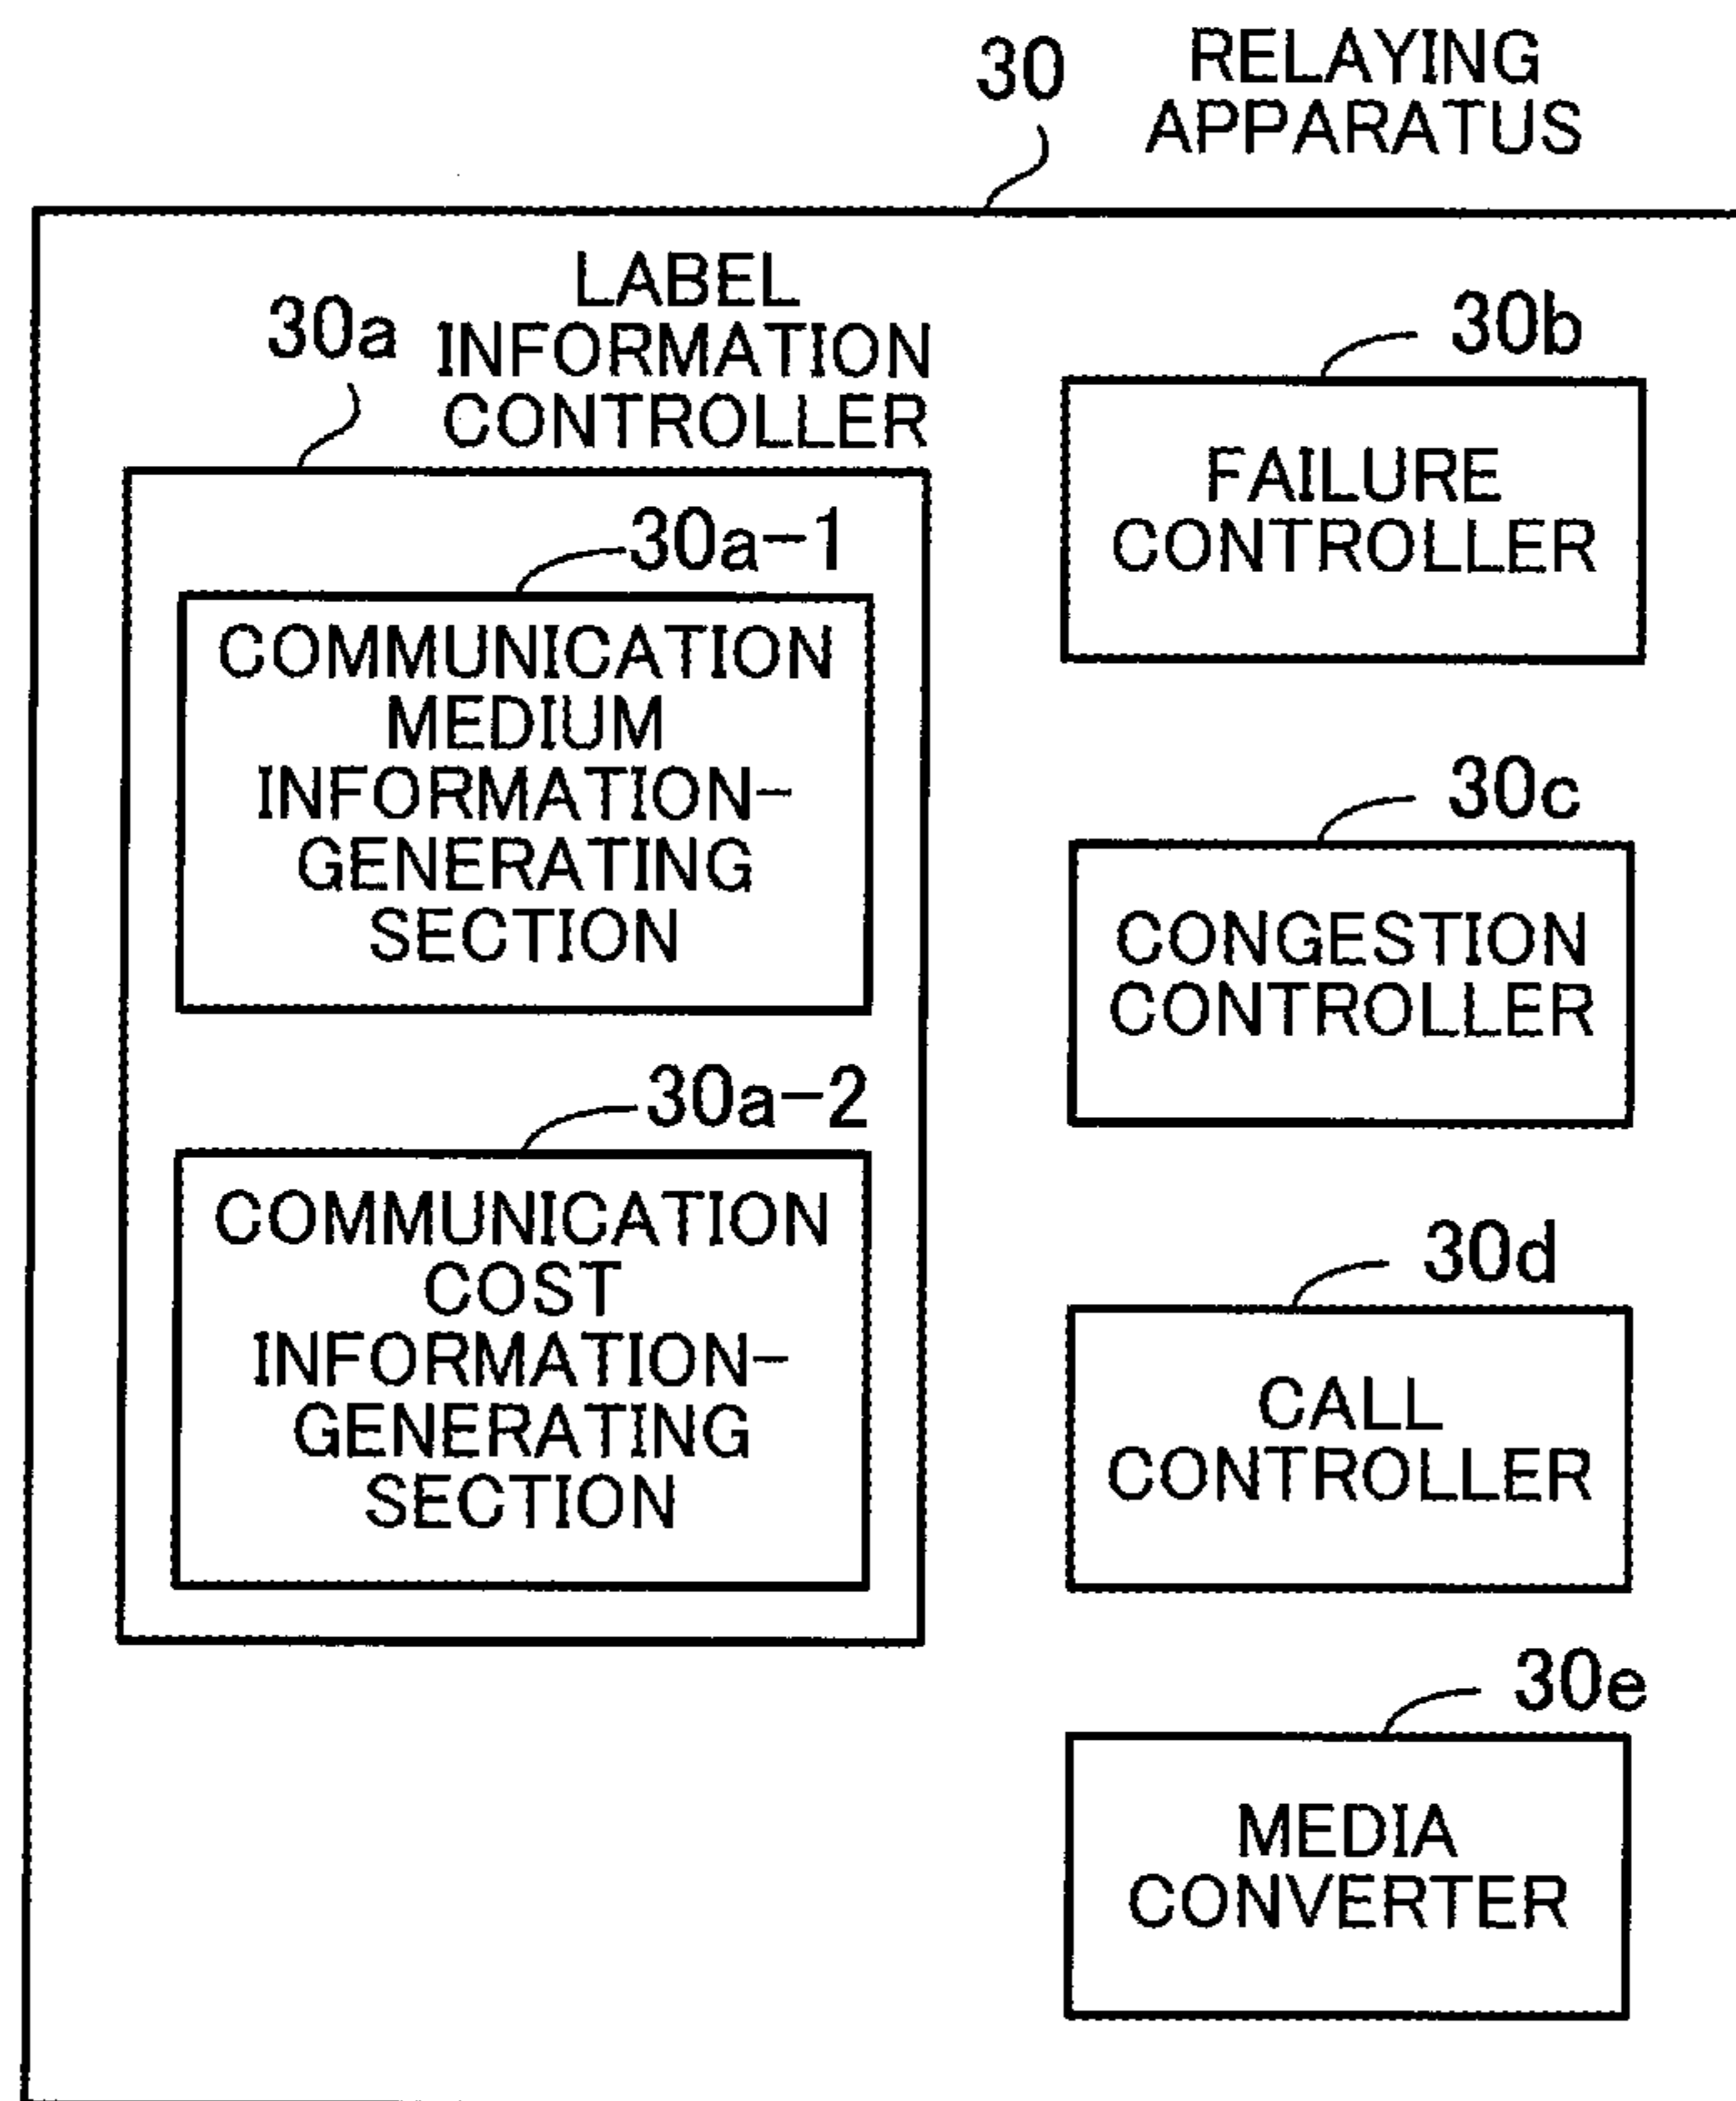 30
RELAYING
APPARATUS
30a
LABEL
INFORMATION
CONTROLLER
30a-1
COMMUNICATION
MEDIUM
INFORMATION-
GENERATING
SECTION
30a-2
COMMUNICATION
COST
INFORMATION-
GENERATING
SECTION
30b
FAILURE
CONTROLLER
30c
CONGESTION
CONTROLLER
30d
CALL
CONTROLLER
30e
MEDIA
CONVERTER